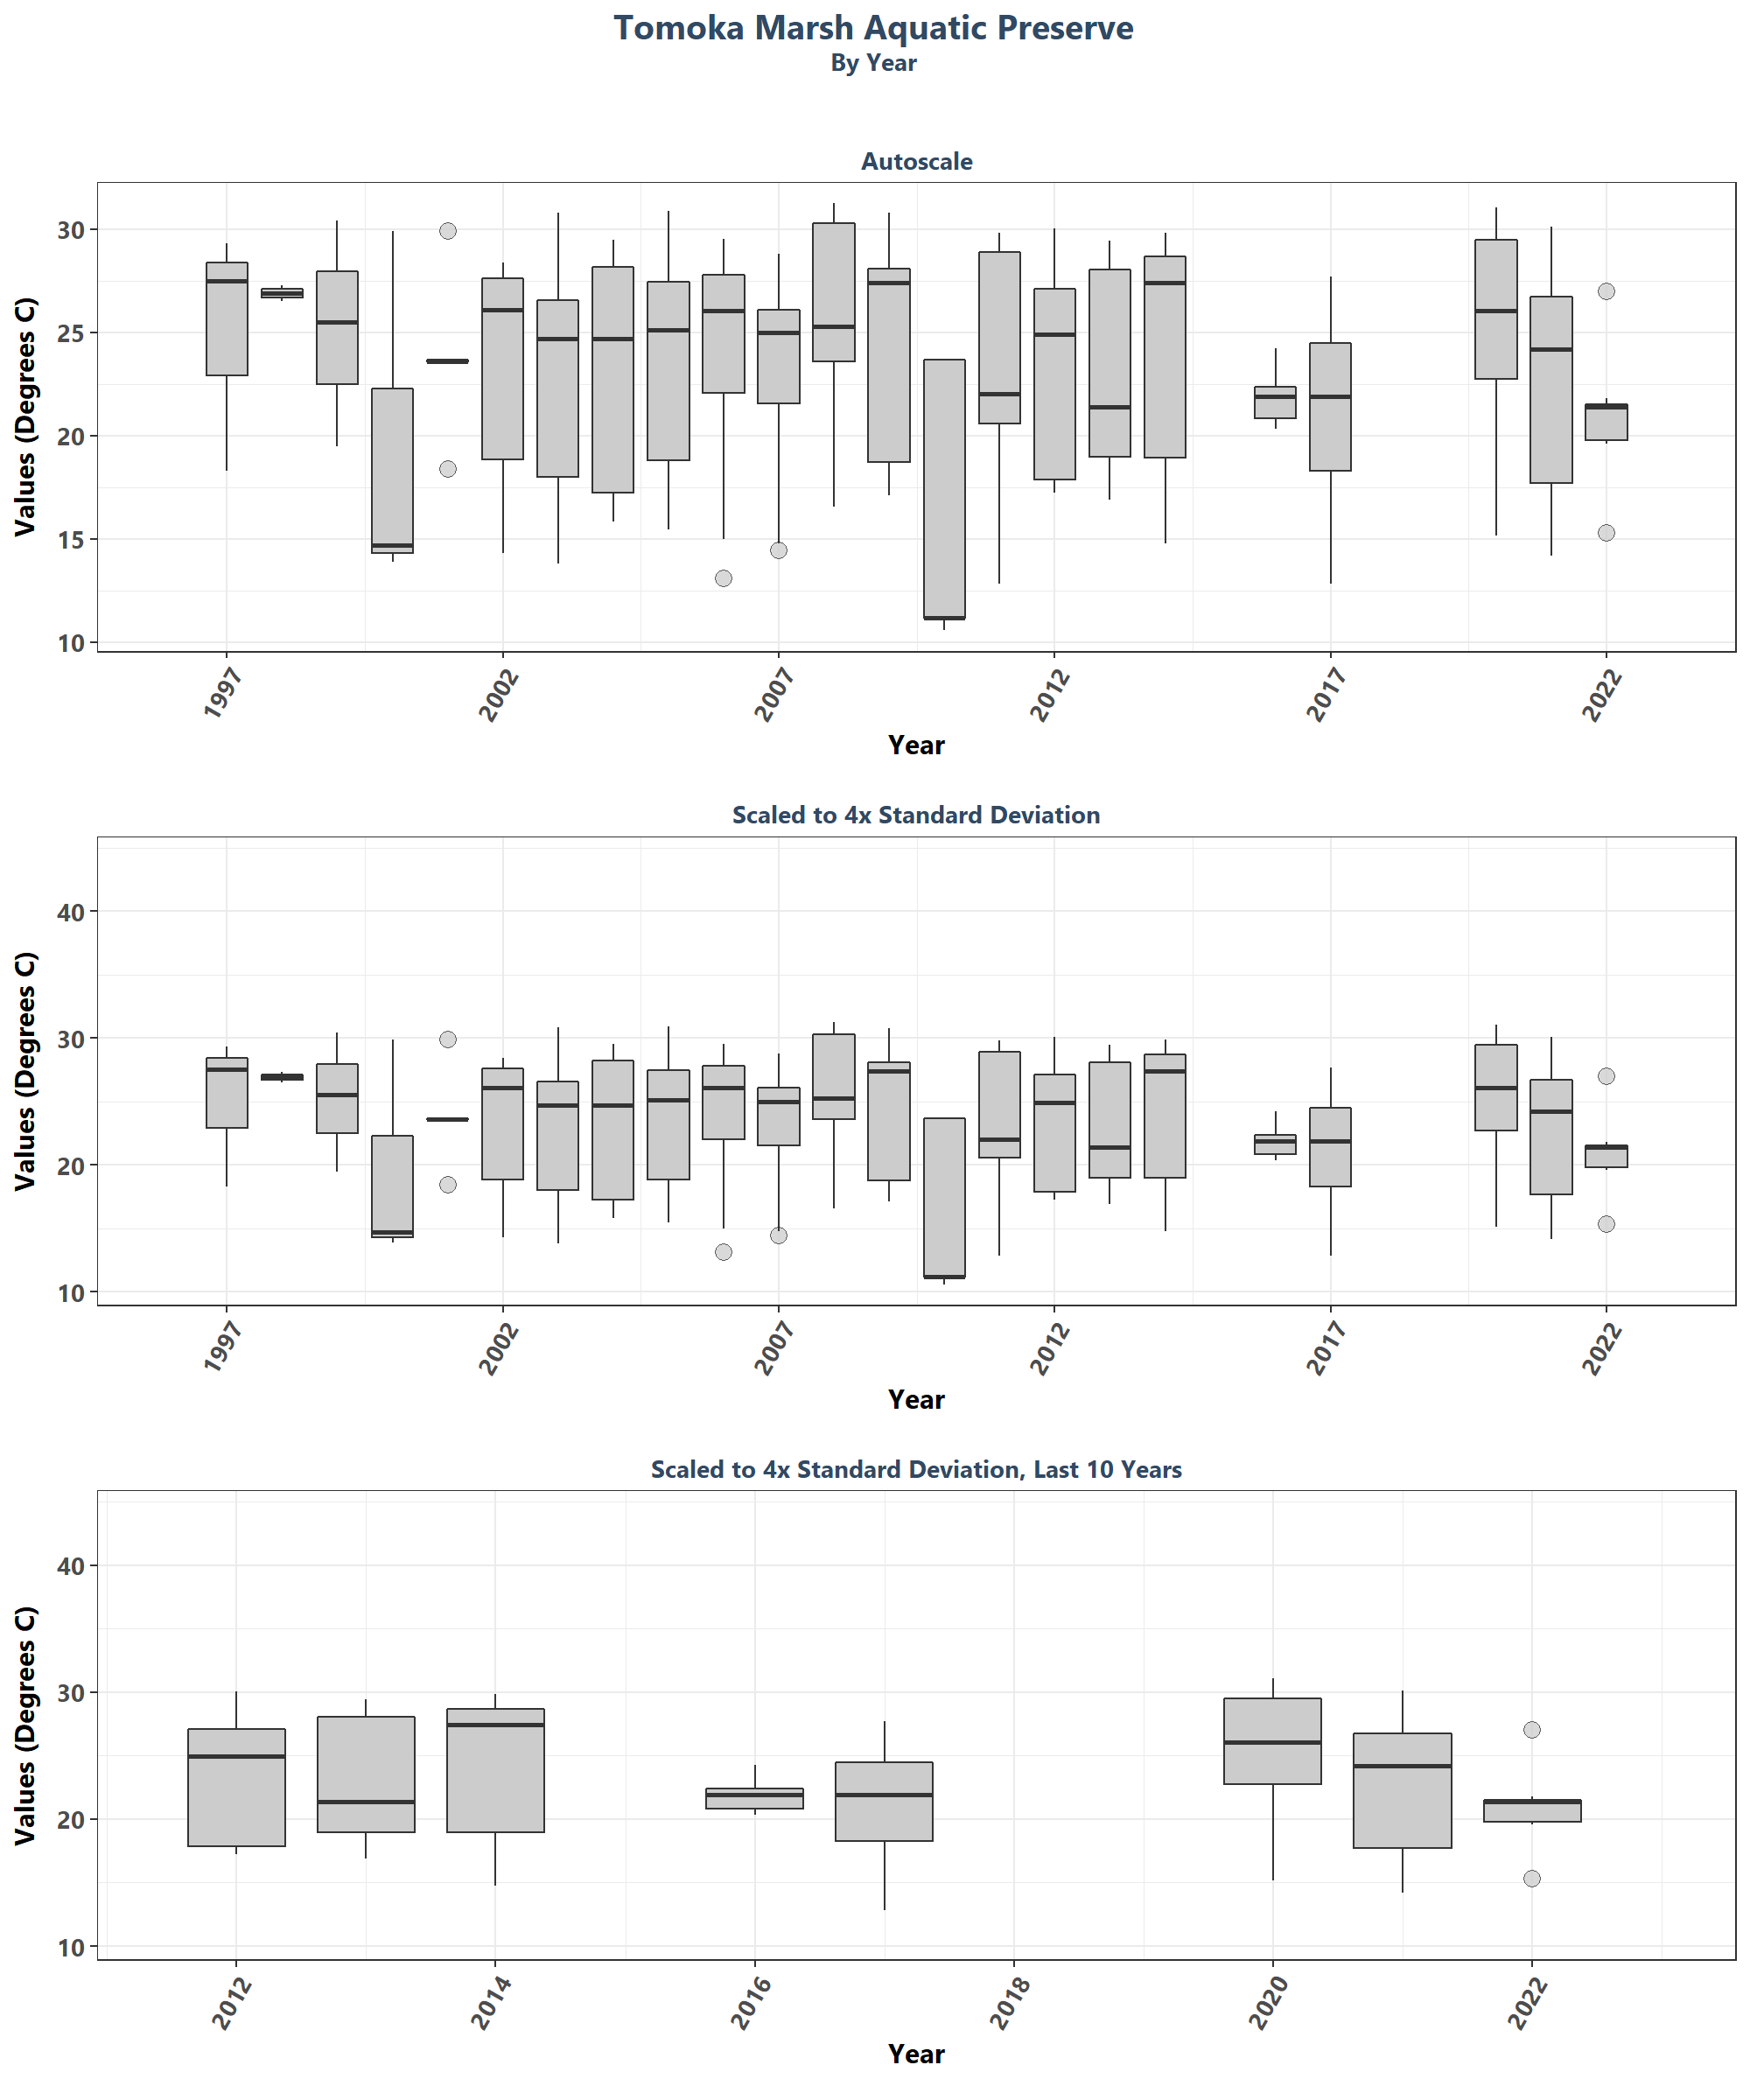 Tomoka Marsh Aquatic Preserve
By Year
Autoscale
Values (Degrees C)
30
25
20
15
10
1997
2002
2007
2012
2017
2022
Year
Scaled to 4x Standard Deviation
Values (Degrees C)
40
30
20
10
1997
2002
2007
2012
2017
2022
Year
Scaled to 4x Standard Deviation, Last 10 Years
Values (Degrees C)
40
30
20
10
2012
2014
2016
2018
2020
2022
Year